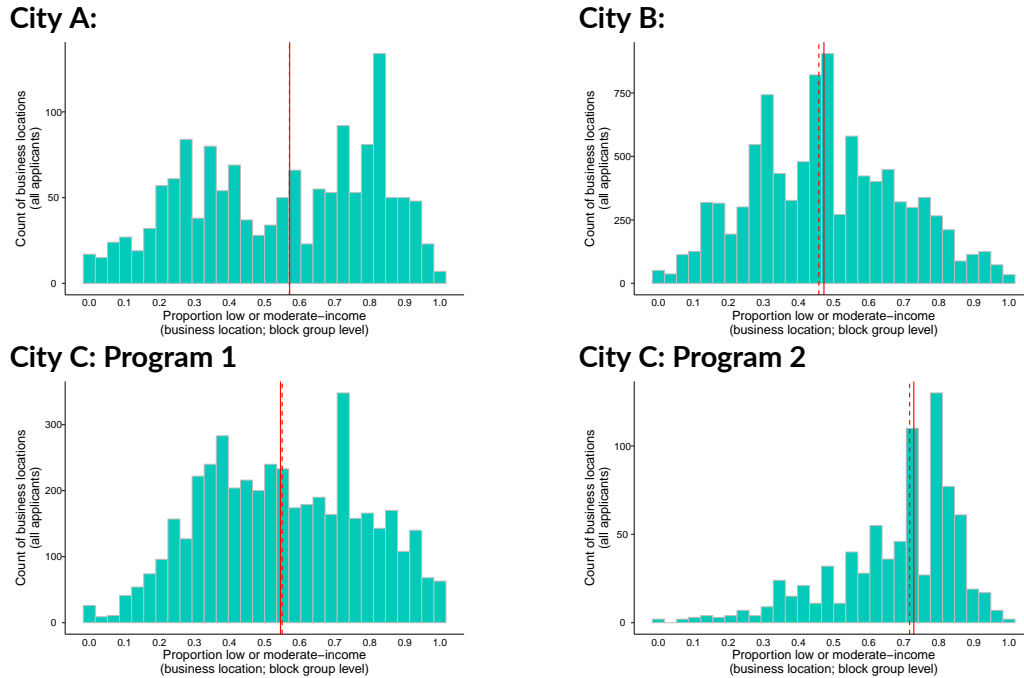 City A:
Count of business locations
(all applicants)
100
50
0
0.0 0.1 0.2 0.3 0.4 0.5 0.6 0.7 0.8 0.9 1.0
Proportion low or moderate−income
(business location; block group level)
City B:
Count of business locations
(all applicants)
750
500
250
0
0.0 0.1 0.2 0.3 0.4 0.5 0.6 0.7 0.8 0.9 1.0
Proportion low or moderate−income
(business location; block group level)
City C: Program 1
Count of business locations
(all applicants)
300
200
100
0
0.0 0.1 0.2 0.3 0.4 0.5 0.6 0.7 0.8 0.9 1.0
Proportion low or moderate−income
(business location; block group level)
City C: Program 2
Count of business locations
(all applicants)
100
50
0
0.0 0.1 0.2 0.3 0.4 0.5 0.6 0.7 0.8 0.9 1.0
Proportion low or moderate−income
(business location; block group level)